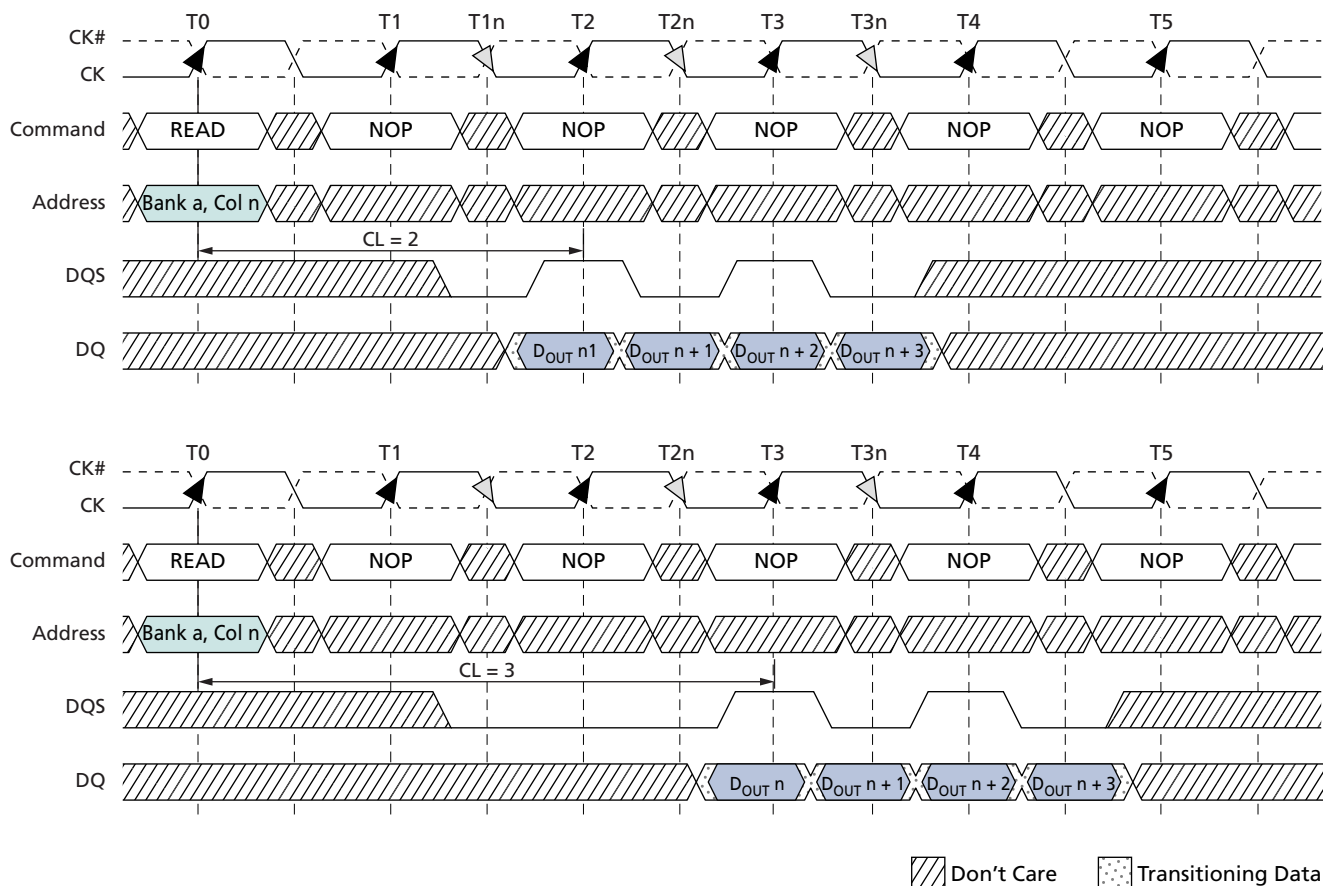 T0 T1 T1n T2 T2n T3 T3n T4 T5
CK#
CK
Command READ NOP NOP NOP NOP NOP
Address Bank a, Col n
CL = 2
DQS
DQ DOUT n1 DOUT n + 1 DOUT n + 2 DOUT n + 3
T0 T1 T2 T2n T3 T3n T4 T5
CK#
CK
Command READ NOP NOP NOP NOP NOP
Address Bank a, Col n
CL = 3
DQS
DQ DOUT n DOUT n + 1 DOUT n + 2 DOUT n + 3
Don't Care Transitioning Data